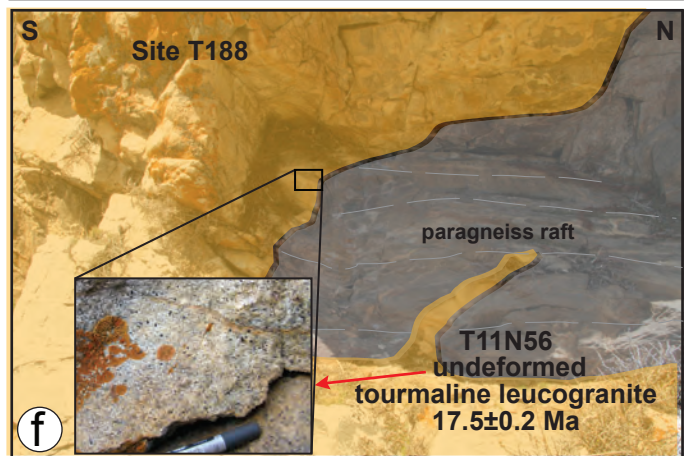 S
N
Site T188
paragneiss raft
T11N56
undeformed
tourmaline leucogranite
17.5±0.2 Ma
f